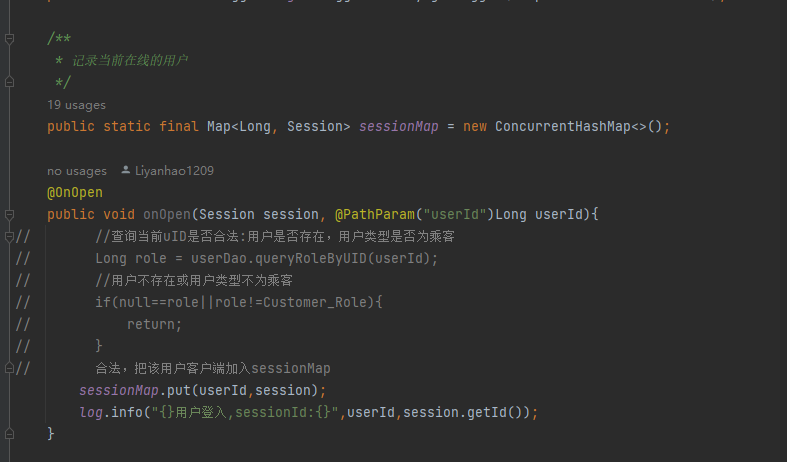 /**
* 记录当前在线的用户
*/
19 usages
public static final Map<Long, Session> sessionMap = new ConcurrentHashMap<>();
no usages Liyanhao1209
@OnOpen
public void onOpen(Session session, @PathParam("userId")Long userId){
// //查询当前uID是否合法:用户是否存在，用户类型是否为乘客
// Long role = userDao.queryRoleByUID(userId);
// //用户不存在或用户类型不为乘客
// if(null==role||role!=Customer_Role){
// return;
// }
// 合法，把该用户客户端加入sessionMap
sessionMap.put(userId,session);
log.info("{}用户登入,sessionId:{}",userId,session.getId());
}